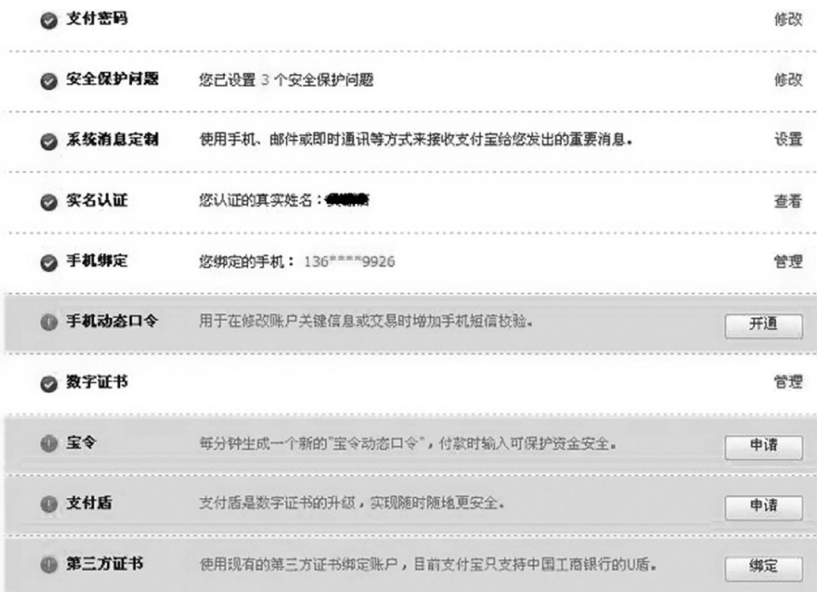 支付密码 修改
安全保护问题 您已设置 3 个安全保护问题 修改
系统消息定制 使用手机、邮件或即时通讯等方式来接收支付宝给您发出的重要消息。 设置
实名认证 您认证的真实姓名： 查看
手机绑定 您绑定的手机： 136****9926 管理
手机动态口令 用于在修改账户关键信息或交易时增加手机短信校验。 开通
数字证书 管理
宝令 每分钟生成一个新的"宝令动态口令"，付款时输入可保护资金安全。 申请
支付盾 支付盾是数字证书的升级，实现随时随地更安全。 申请
第三方证书 使用现有的第三方证书绑定账户，目前支付宝只支持中国工商银行的U盾。 绑定